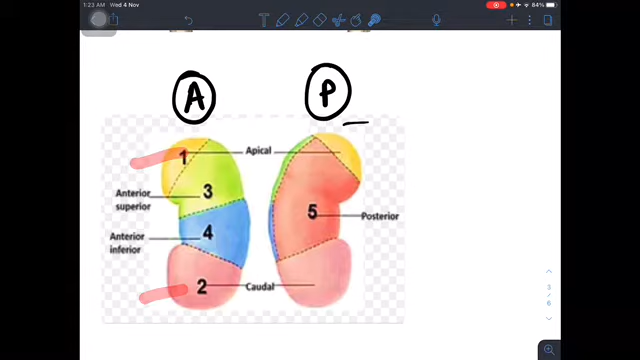 1:23 AM Wed 4 Nov
84%
A P
1 Apical
Anterior
superior
3
5 Posterior
Anterior
inferior
4
2 Caudal
3
6